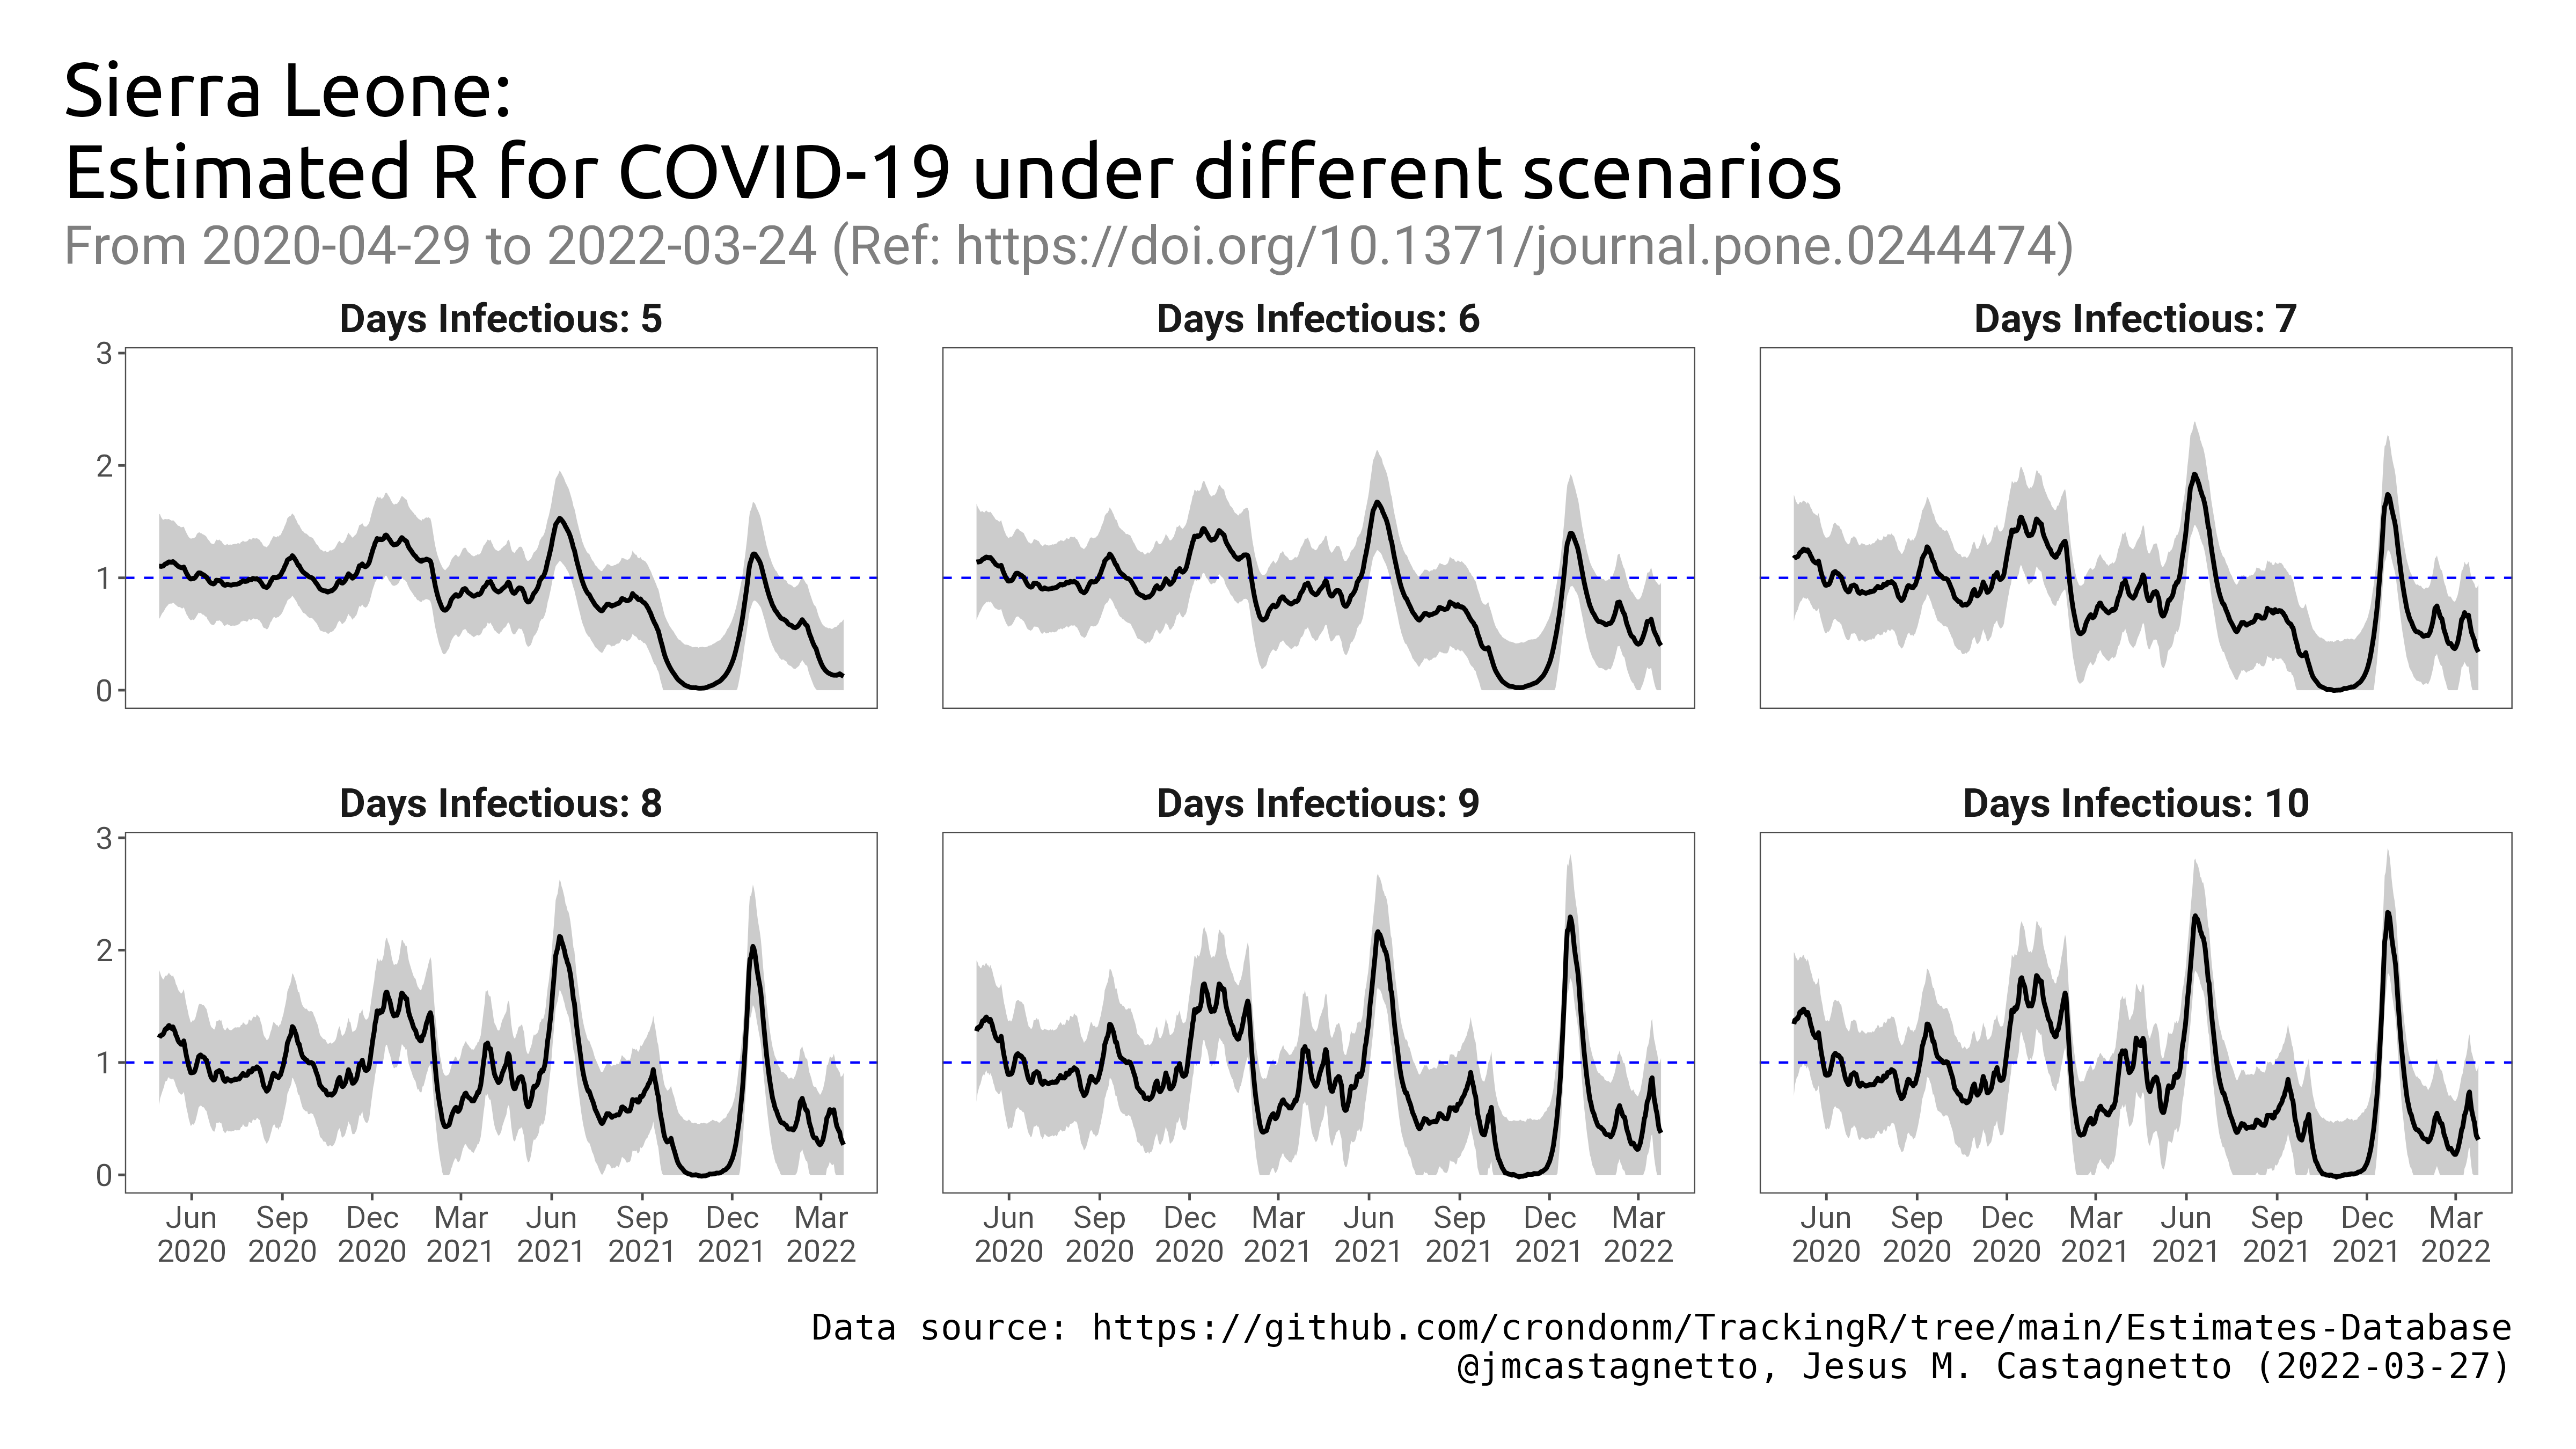 Sierra Leone:
Estimated R for COVID-19 under different scenarios
From 2020-04-29 to 2022-03-24 (Ref: https://doi.org/10.1371/journal.pone.0244474)
Days Infectious: 5
Days Infectious: 6
Days Infectious: 7
3
2
1
0
Days Infectious: 8
Days Infectious: 9
Days Infectious: 10
3
2
1
0
Jun Sep Dec Mar Jun Sep Dec Mar
2020 2020 2020 2021 2021 2021 2021 2022
Jun Sep Dec Mar Jun Sep Dec Mar
2020 2020 2020 2021 2021 2021 2021 2022
Jun Sep Dec Mar Jun Sep Dec Mar
2020 2020 2020 2021 2021 2021 2021 2022
Data source: https://github.com/crondonm/TrackingR/tree/main/Estimates-Database
@jmcastagnetto, Jesus M. Castagnetto (2022-03-27)